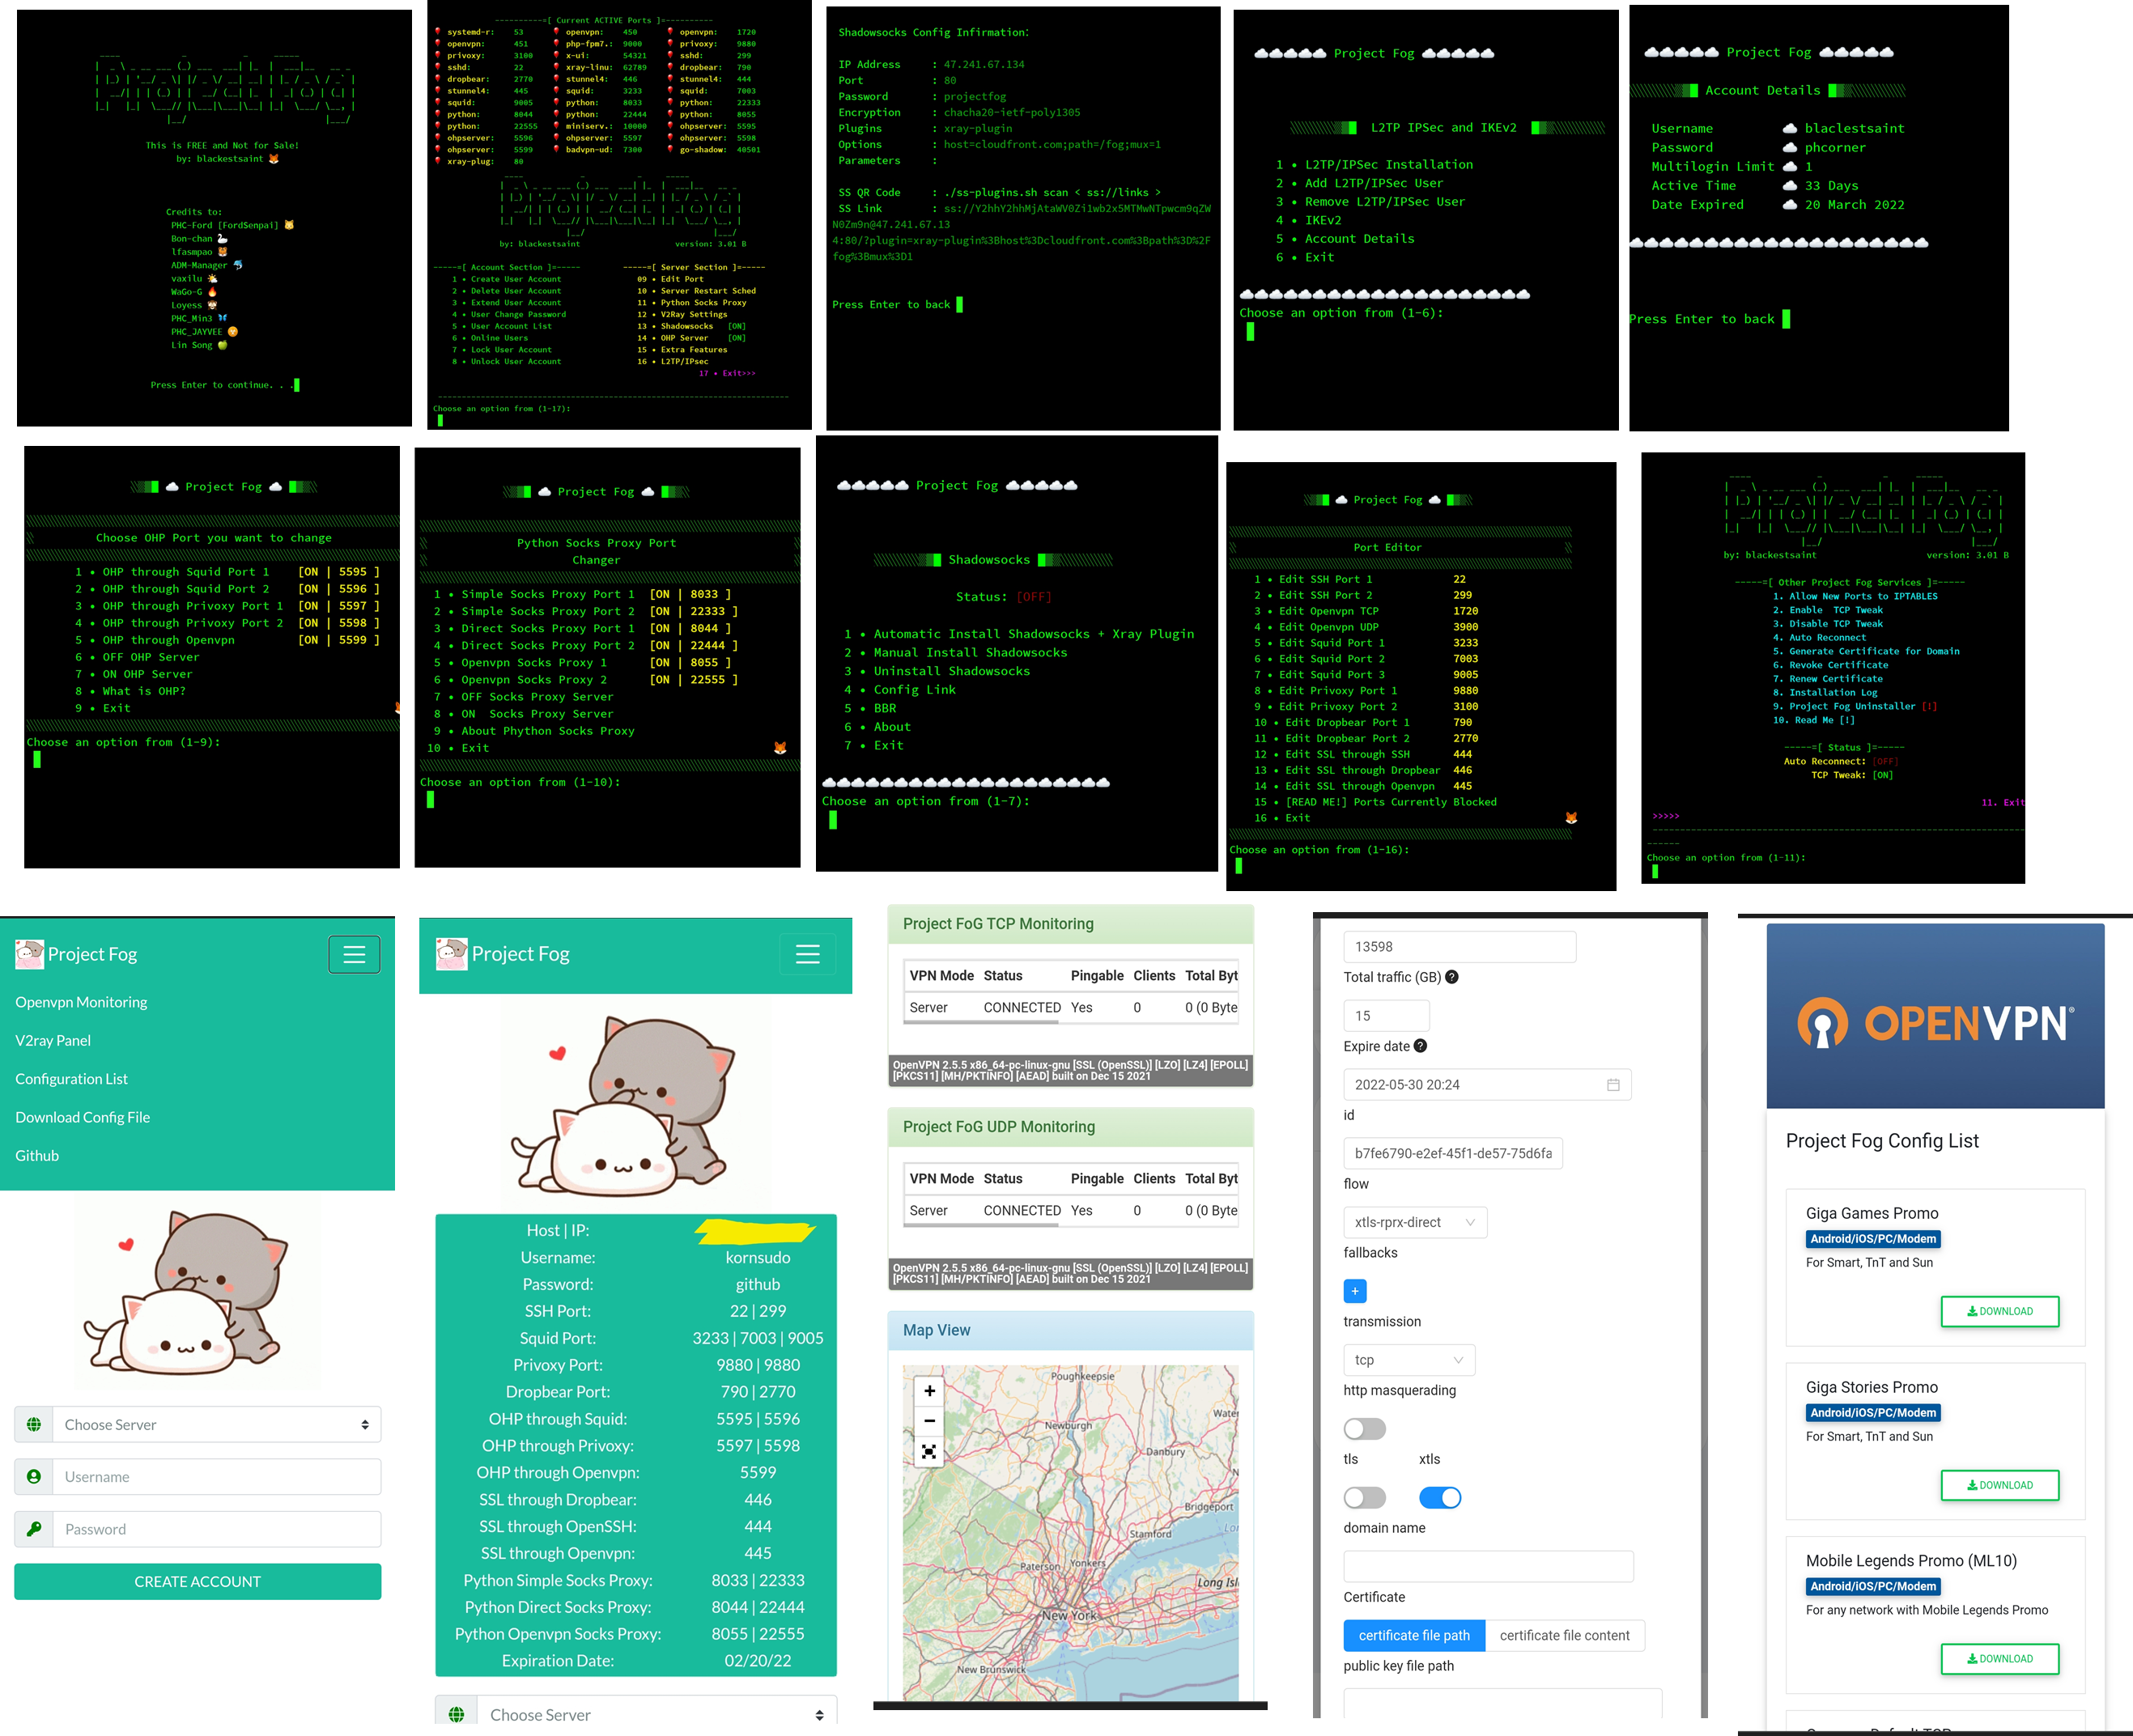 Project Fog
This is FREE and Not for Sale!
by: blackestsaint
Credits to:
PHC-Ford [FordSenpai]
Bon-chan
lfasmpao
ADM-Manager
vaxilu
WaGo-G
Loyess
PHC_Min3
PHC_JAYVEE
Lin Song
Press Enter to continue. . .
----------=[ Current ACTIVE Ports ]=----------
systemd-r: 53 openvpn: 450 openvpn: 1720
openvpn: 451 php-fpm7.: 9000 privoxy: 9880
privoxy: 3100 x-ui: 54321 sshd: 299
sshd: 22 xray-linu: 62789 dropbear: 790
dropbear: 2770 stunnel4: 446 stunnel4: 444
stunnel4: 445 squid: 3233 squid: 7003
squid: 9005 python: 8033 python: 22333
python: 8044 python: 22444 python: 8055
python: 22555 miniserv.: 10000 ohpserver: 5595
ohpserver: 5596 ohpserver: 5597 ohpserver: 5598
ohpserver: 5599 badvpn-ud: 7300 go-shadow: 40501
xray-plug: 80
Project Fog
by: blackestsaint version: 3.01 B
-----=[ Account Section ]=----- ------=[ Server Section ]=-----
1 • Create User Account 09 • Edit Port
2 • Delete User Account 10 • Server Restart Sched
3 • Extend User Account 11 • Python Socks Proxy
4 • User Change Password 12 • V2Ray Settings
5 • User Account List 13 • Shadowsocks [ON]
6 • Online Users 14 • OHP Server [ON]
7 • Lock User Account 15 • Extra Features
8 • Unlock User Account 16 • L2TP/IPsec
17 • Exit>>>
Choose an option from (1-17):
Shadowsocks Config Infirmation:
IP Address : 47.241.67.134
Port : 80
Password : projectfog
Encryption : chacha20-ietf-poly1305
Plugins : xray-plugin
Options : host=cloudfront.com;path=/fog;mux=1
Parameters :
SS QR Code : ./ss-plugins.sh scan < ss://links >
SS Link : ss://Y2hhY2hhMjAtaWV0Zi1wb2x5MTMwNTpwcm9qZW
N0Zm9n@47.241.67.13
4:80/?plugin=xray-plugin%3Bhost%3Dcloudfront.com%3Bpath%3D%2F
fog%3Bmux%3D1
Press Enter to back
Project Fog
L2TP IPSec and IKEv2
1 • L2TP/IPSec Installation
2 • Add L2TP/IPSec User
3 • Remove L2TP/IPSec User
4 • IKEv2
5 • Account Details
6 • Exit
Choose an option from (1-6):
Project Fog
Account Details
Username blaclestsaint
Password phcorner
Multilogin Limit 1
Active Time 33 Days
Date Expired 20 March 2022
Press Enter to back
Project Fog
Choose OHP Port you want to change
1 • OHP through Squid Port 1 [ON | 5595 ]
2 • OHP through Squid Port 2 [ON | 5596 ]
3 • OHP through Privoxy Port 1 [ON | 5597 ]
4 • OHP through Privoxy Port 2 [ON | 5598 ]
5 • OHP through Openvpn [ON | 5599 ]
6 • OFF OHP Server
7 • ON OHP Server
8 • What is OHP?
9 • Exit
Choose an option from (1-9):
Project Fog
Python Socks Proxy Port
Changer
1 • Simple Socks Proxy Port 1 [ON | 8033 ]
2 • Simple Socks Proxy Port 2 [ON | 22333 ]
3 • Direct Socks Proxy Port 1 [ON | 8044 ]
4 • Direct Socks Proxy Port 2 [ON | 22444 ]
5 • Openvpn Socks Proxy 1 [ON | 8055 ]
6 • Openvpn Socks Proxy 2 [ON | 22555 ]
7 • OFF Socks Proxy Server
8 • ON Socks Proxy Server
9 • About Phython Socks Proxy
10 • Exit
Choose an option from (1-10):
Project Fog
Shadowsocks
Status: [OFF]
1 • Automatic Install Shadowsocks + Xray Plugin
2 • Manual Install Shadowsocks
3 • Uninstall Shadowsocks
4 • Config Link
5 • BBR
6 • About
7 • Exit
Choose an option from (1-7):
Project Fog
Port Editor
1 • Edit SSH Port 1 22
2 • Edit SSH Port 2 299
3 • Edit Openvpn TCP 1720
4 • Edit Openvpn UDP 3900
5 • Edit Squid Port 1 3233
6 • Edit Squid Port 2 7003
7 • Edit Squid Port 3 9005
8 • Edit Privoxy Port 1 9880
9 • Edit Privoxy Port 2 3100
10 • Edit Dropbear Port 1 790
11 • Edit Dropbear Port 2 2770
12 • Edit SSL through SSH 444
13 • Edit SSL through Dropbear 446
14 • Edit SSL through Openvpn 445
15 • [READ ME!] Ports Currently Blocked
16 • Exit
Choose an option from (1-16):
Project Fog
by: blackestsaint version: 3.01 B
-----=[ Other Project Fog Services ]=-----
1. Allow New Ports to IPTABLES
2. Enable TCP Tweak
3. Disable TCP Tweak
4. Auto Reconnect
5. Generate Certificate for Domain
6. Revoke Certificate
7. Renew Certificate
8. Installation Log
9. Project Fog Uninstaller [!]
10. Read Me [!]
-----=[ Status ]=-----
Auto Reconnect: [OFF]
TCP Tweak: [ON]
11. Exit
>>>>>
Choose an option from (1-11):
Project Fog
Openvpn Monitoring
V2ray Panel
Configuration List
Download Config File
Github
Choose Server
Username
Password
CREATE ACCOUNT
Project Fog
Host | IP:
Username: kornsudo
Password: github
SSH Port: 22 | 299
Squid Port: 3233 | 7003 | 9005
Privoxy Port: 9880 | 9880
Dropbear Port: 790 | 2770
OHP through Squid: 5595 | 5596
OHP through Privoxy: 5597 | 5598
OHP through Openvpn: 5599
SSL through Dropbear: 446
SSL through OpenSSH: 444
SSL through Openvpn: 445
Python Simple Socks Proxy: 8033 | 22333
Python Direct Socks Proxy: 8044 | 22444
Python Openvpn Socks Proxy: 8055 | 22555
Expiration Date: 02/20/22
Choose Server
Project FoG TCP Monitoring
VPN Mode Status Pingable Clients Total Byt
Server CONNECTED Yes 0 0 (0 Byte
OpenVPN 2.5.5 x86_64-pc-linux-gnu [SSL (OpenSSL)] [LZO] [LZ4] [EPOLL]
[PKCS11] [MH/PKTINFO] [AEAD] built on Dec 15 2021
Project FoG UDP Monitoring
VPN Mode Status Pingable Clients Total Byt
Server CONNECTED Yes 0 0 (0 Byte
OpenVPN 2.5.5 x86_64-pc-linux-gnu [SSL (OpenSSL)] [LZO] [LZ4] [EPOLL]
[PKCS11] [MH/PKTINFO] [AEAD] built on Dec 15 2021
Map View
+
−
Poughkeepsie
Newburgh
Water
Danbury
Bridgeport
Stamford
Paterson
Yonkers
Long Isl
New York
New Brunswick
13598
Total traffic (GB)
15
Expire date
2022-05-30 20:24
id
b7fe6790-e2ef-45f1-de57-75d6fa
flow
xtls-rprx-direct
fallbacks
+
transmission
tcp
http masquerading
tls xtls
domain name
Certificate
certificate file path certificate file content
public key file path
OPENVPN®
Project Fog Config List
Giga Games Promo
Android/iOS/PC/Modem
For Smart, TnT and Sun
DOWNLOAD
Giga Stories Promo
Android/iOS/PC/Modem
For Smart, TnT and Sun
DOWNLOAD
Mobile Legends Promo (ML10)
Android/iOS/PC/Modem
For any network with Mobile Legends Promo
DOWNLOAD